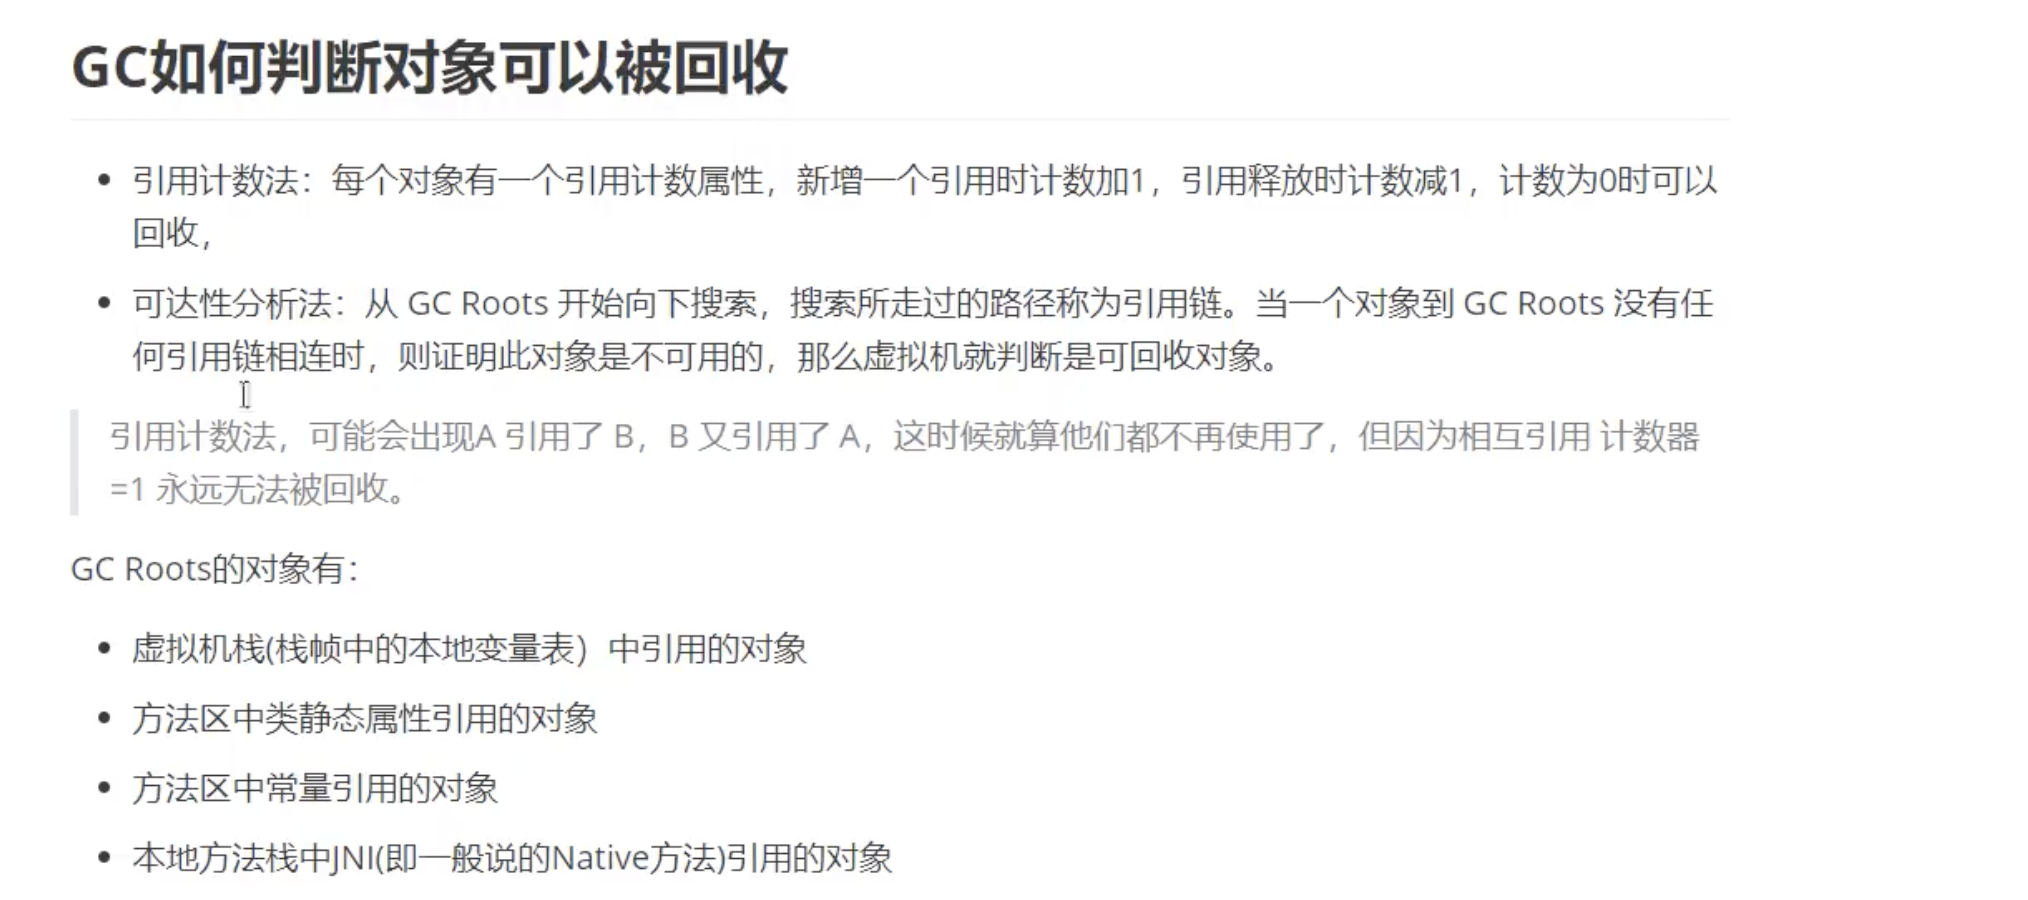 GC如何判断对象可以被回收
引用计数法：每个对象有一个引用计数属性，新增一个引用时计数加1，引用释放时计数减1，计数为0时可以
回收，
可达性分析法：从 GC Roots 开始向下搜索，搜索所走过的路径称为引用链。当一个对象到 GC Roots 没有任
何引用链相连时，则证明此对象是不可用的，那么虚拟机就判断是可回收对象。
引用计数法，可能会出现A 引用了 B，B 又引用了 A，这时候就算他们都不再使用了，但因为相互引用 计数器
=1 永远无法被回收。
GC Roots的对象有：
虚拟机栈(栈帧中的本地变量表）中引用的对象
方法区中类静态属性引用的对象
方法区中常量引用的对象
本地方法栈中JNI(即一般说的Native方法)引用的对象